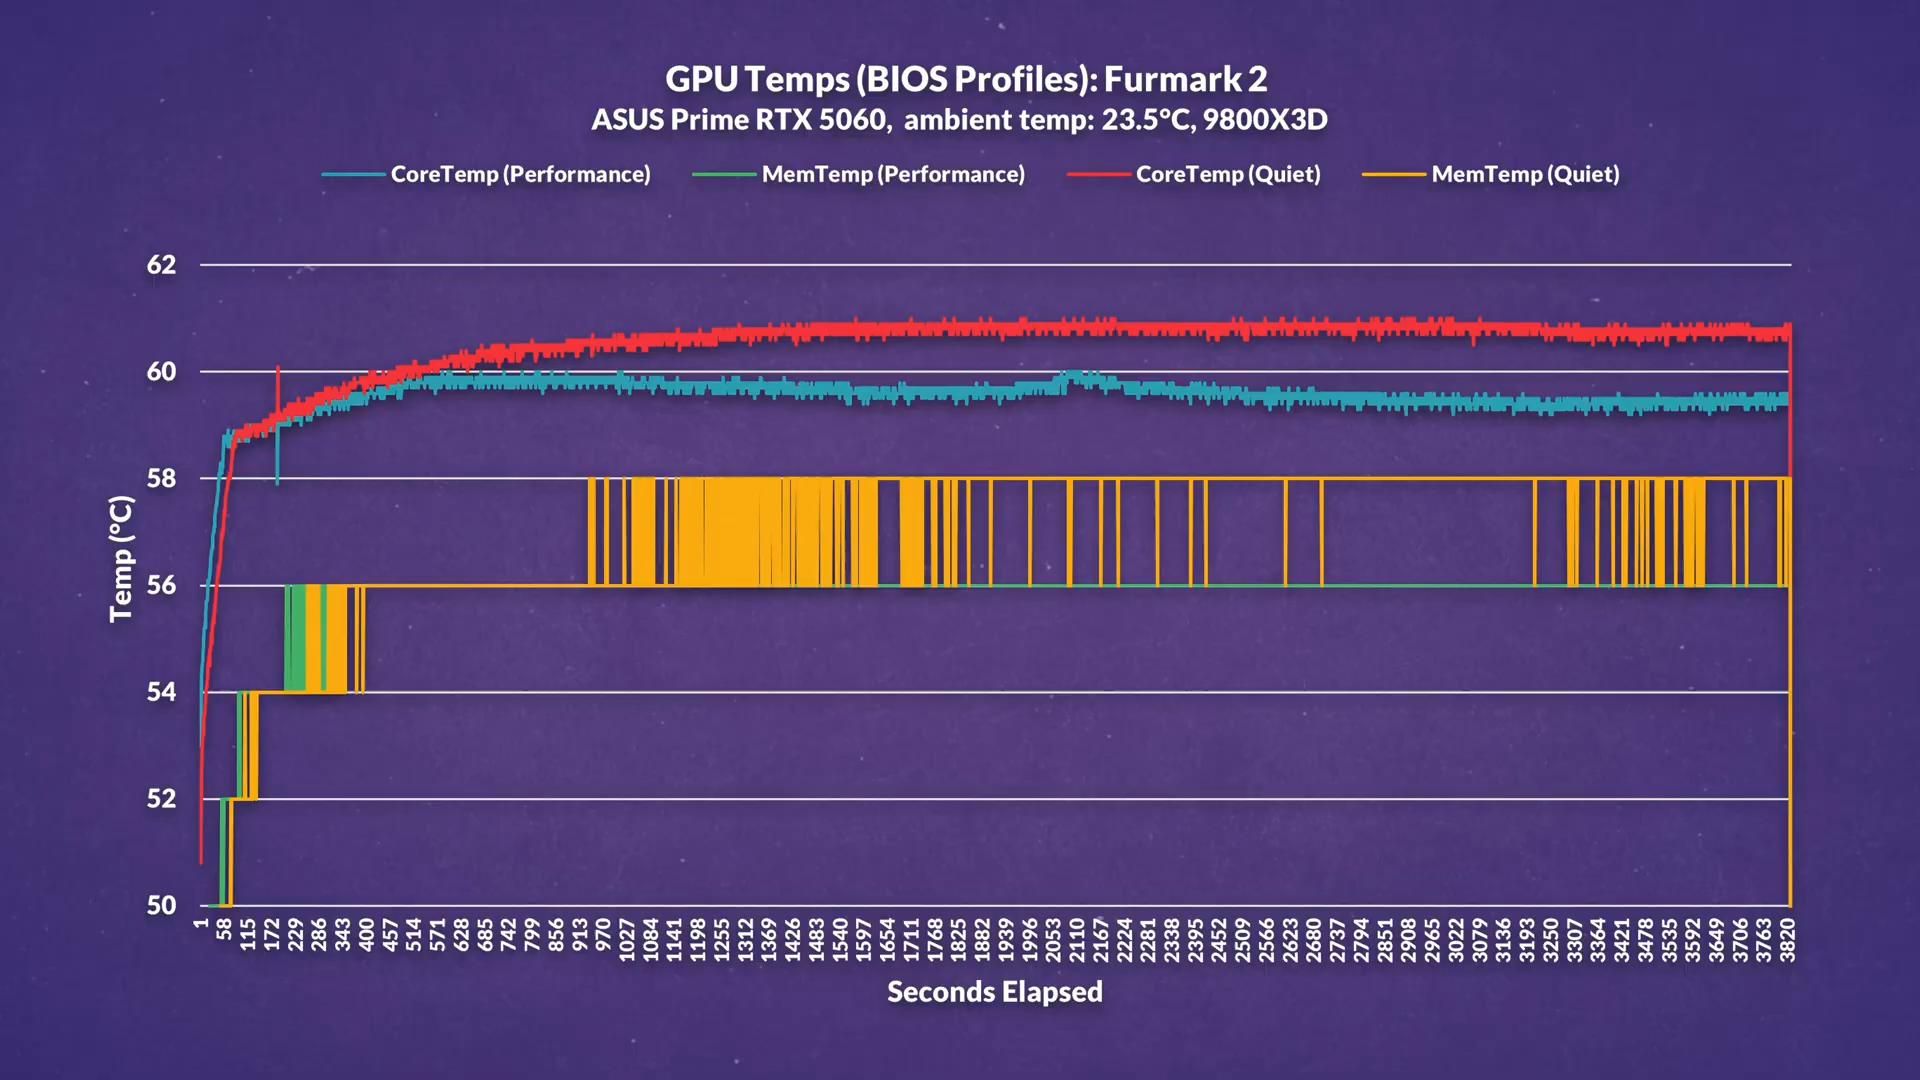 GPU Temps (BIOS Profiles): Furmark 2
ASUS Prime RTX 5060, ambient temp: 23.5°C, 9800X3D
CoreTemp (Performance) MemTemp (Performance) CoreTemp (Quiet) MemTemp (Quiet)
62
60
58
56
54
52
50
Temp (°C)
1 58 115 172 229 286 343 400 457 514 571 628 685 742 799 856 913 970 1027 1084 1141 1198 1255 1312 1369 1426 1483 1540 1597 1654 1711 1768 1825 1882 1939 1996 2053 2110 2167 2224 2281 2338 2395 2452 2509 2566 2623 2680 2737 2794 2851 2908 2965 3022 3079 3136 3193 3250 3307 3364 3421 3478 3535 3592 3649 3706 3763 3820
Seconds Elapsed